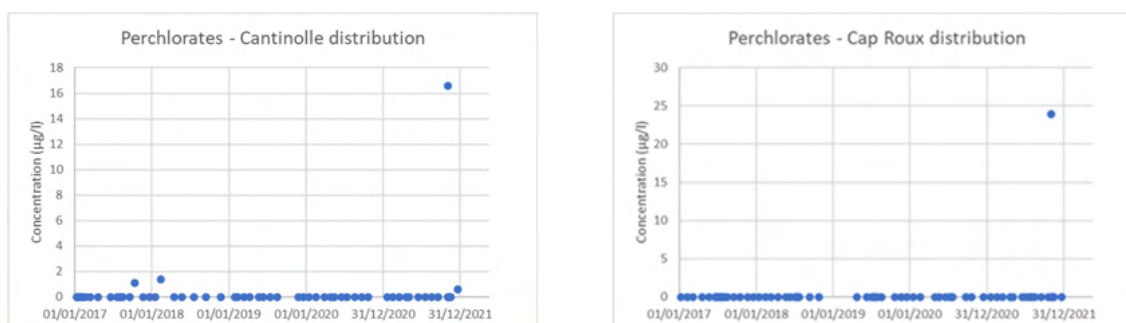 Perchlorates - Cantinolle distribution
Concentration (µg/l)
18
16
14
12
10
8
6
4
2
0
01/01/2017 01/01/2018 01/01/2019 01/01/2020 31/12/2020 31/12/2021
Perchlorates - Cap Roux distribution
Concentration (µg/l)
30
25
20
15
10
5
0
01/01/2017 01/01/2018 01/01/2019 01/01/2020 31/12/2020 31/12/2021